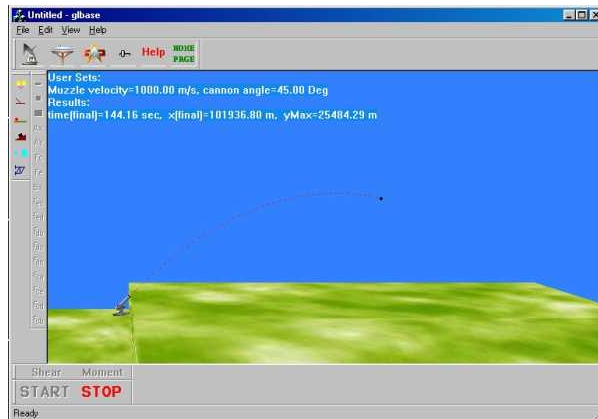 Untitled - glbase
File Edit View Help
Help
HOME
PAGE
User Sets:
Muzzle velocity=1000.00 m/s, cannon angle=45.00 Deg
Results:
time(final)=144.16 sec, x(final)=101936.80 m, yMax=25484.29 m
Shear Moment
START STOP
Ready